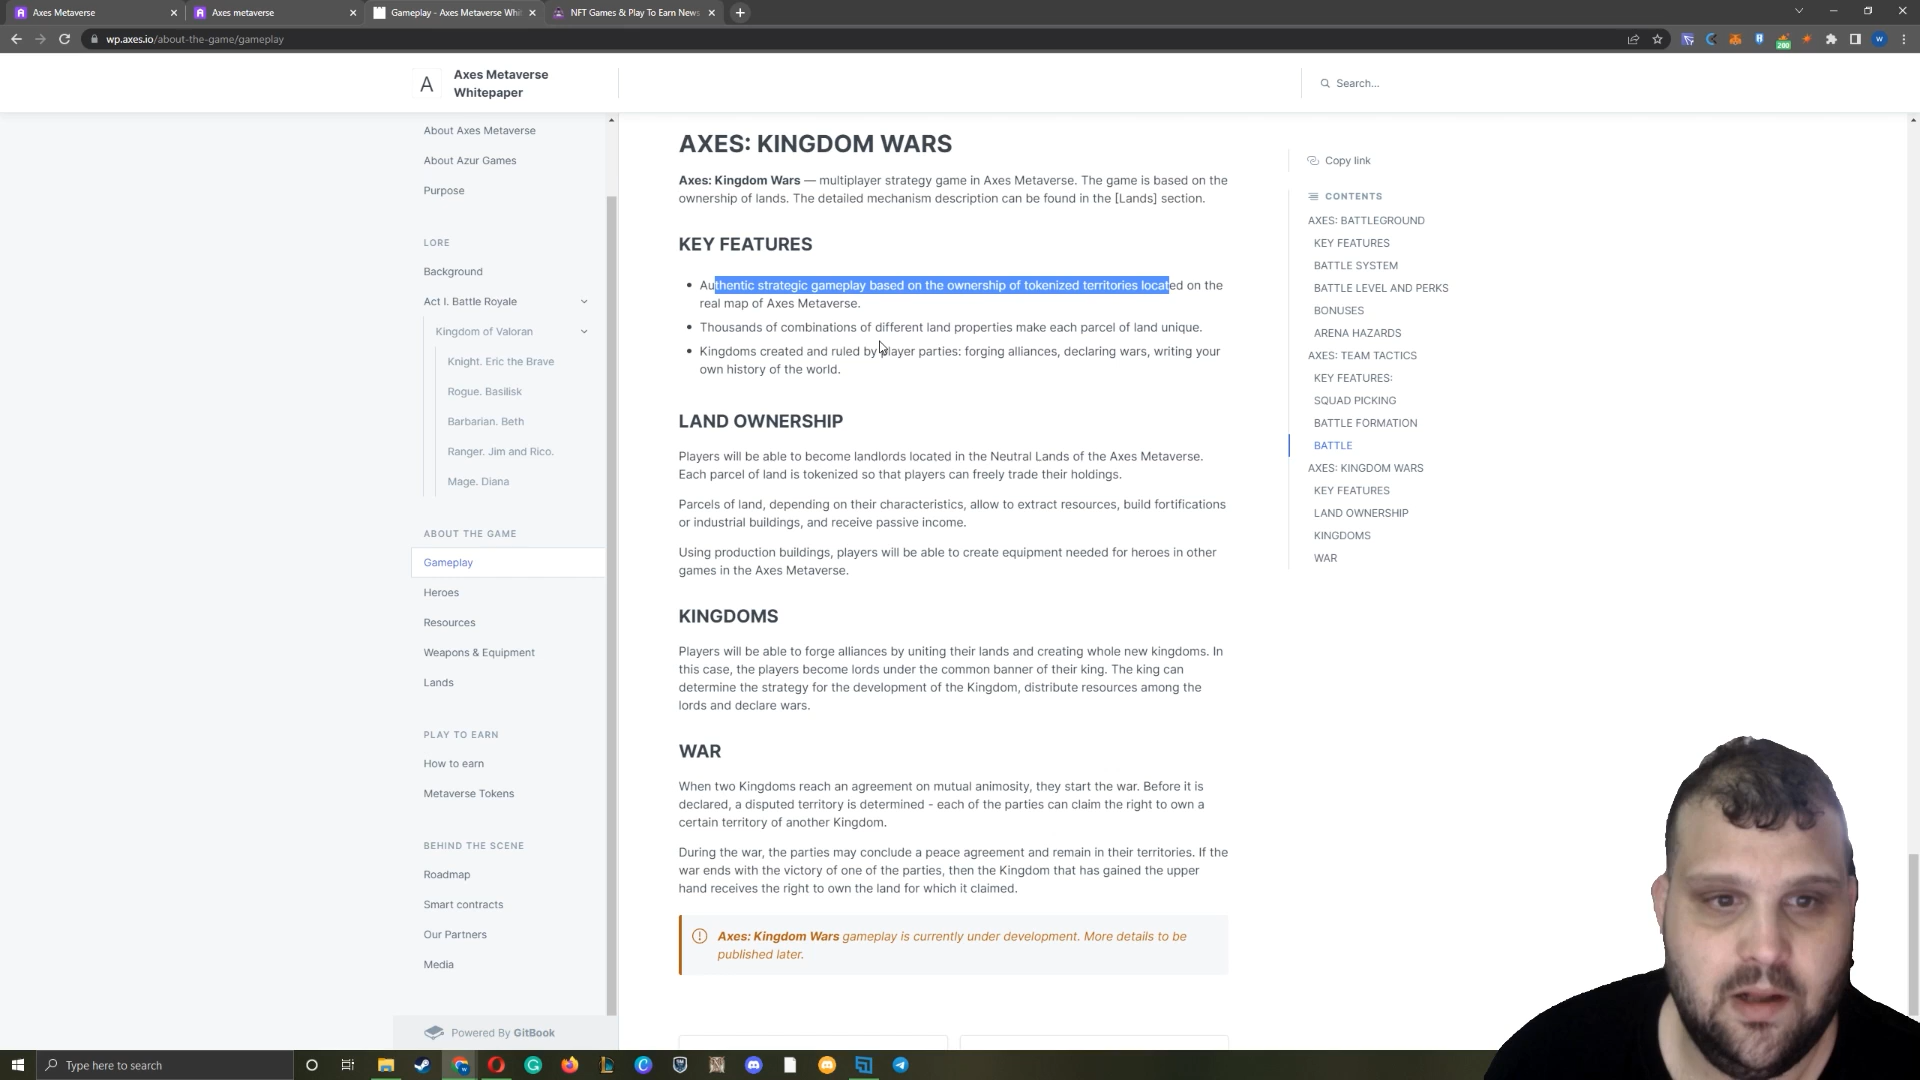 Axes Metaverse
Axes metaverse
Gameplay - Axes Metaverse Whi
NFT Games & Play To Earn News
wp.axes.io/about-the-game/gameplay
200
W
A
Axes Metaverse
Whitepaper
Search...
About Axes Metaverse
About Azur Games
Purpose
LORE
Background
Act I. Battle Royale
Kingdom of Valoran
Knight. Eric the Brave
Rogue. Basilisk
Barbarian. Beth
Ranger. Jim and Rico.
Mage. Diana
ABOUT THE GAME
Gameplay
Heroes
Resources
Weapons & Equipment
Lands
PLAY TO EARN
How to earn
Metaverse Tokens
BEHIND THE SCENE
Roadmap
Smart contracts
Our Partners
Media
Powered By GitBook
AXES: KINGDOM WARS
Axes: Kingdom Wars — multiplayer strategy game in Axes Metaverse. The game is based on the
ownership of lands. The detailed mechanism description can be found in the [Lands] section.
KEY FEATURES
Authentic strategic gameplay based on the ownership of tokenized territories located on the
real map of Axes Metaverse.
Thousands of combinations of different land properties make each parcel of land unique.
Kingdoms created and ruled by player parties: forging alliances, declaring wars, writing your
own history of the world.
LAND OWNERSHIP
Players will be able to become landlords located in the Neutral Lands of the Axes Metaverse.
Each parcel of land is tokenized so that players can freely trade their holdings.
Parcels of land, depending on their characteristics, allow to extract resources, build fortifications
or industrial buildings, and receive passive income.
Using production buildings, players will be able to create equipment needed for heroes in other
games in the Axes Metaverse.
KINGDOMS
Players will be able to forge alliances by uniting their lands and creating whole new kingdoms. In
this case, the players become lords under the common banner of their king. The king can
determine the strategy for the development of the Kingdom, distribute resources among the
lords and declare wars.
WAR
When two Kingdoms reach an agreement on mutual animosity, they start the war. Before it is
declared, a disputed territory is determined - each of the parties can claim the right to own a
certain territory of another Kingdom.
During the war, the parties may conclude a peace agreement and remain in their territories. If the
war ends with the victory of one of the parties, then the Kingdom that has gained the upper
hand receives the right to own the land for which it claimed.
Axes: Kingdom Wars gameplay is currently under development. More details to be
published later.
Copy link
CONTENTS
AXES: BATTLEGROUND
KEY FEATURES
BATTLE SYSTEM
BATTLE LEVEL AND PERKS
BONUSES
ARENA HAZARDS
AXES: TEAM TACTICS
KEY FEATURES:
SQUAD PICKING
BATTLE FORMATION
BATTLE
AXES: KINGDOM WARS
KEY FEATURES
LAND OWNERSHIP
KINGDOMS
WAR
Type here to search